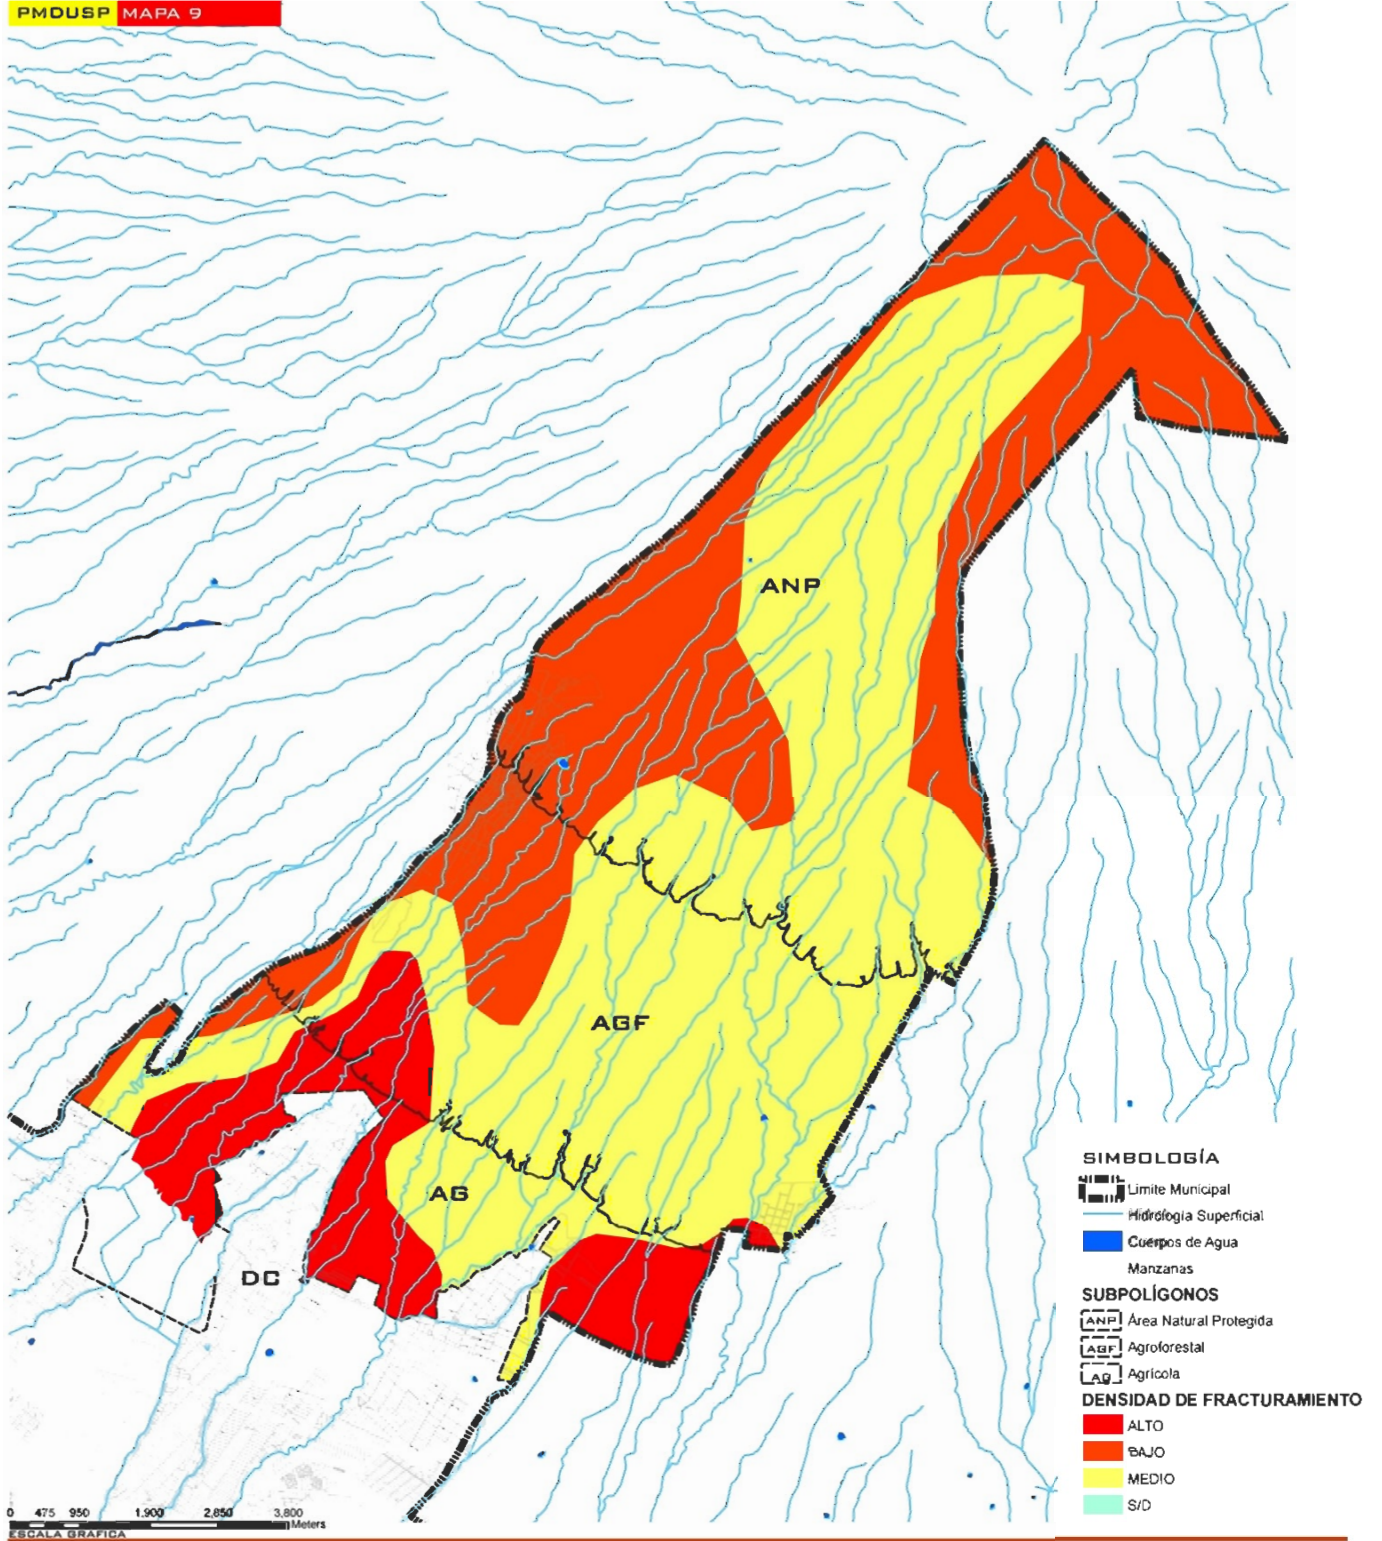 PMDUSP MAPA 9
ANP
AGF
AG
DC
SIMBOLOGÍA
Limite Municipal
Hidrología Superficial
Cuerpos de Agua
Manzanas
SUBPOLÍGONOS
ANP Área Natural Protegida
AGF Agroforestal
AG Agrícola
DENSIDAD DE FRACTURAMIENTO
ALTO
BAJO
MEDIO
S/D
0 475 950 1,900 2,850 3,800
Meters
ESCALA GRAFICA